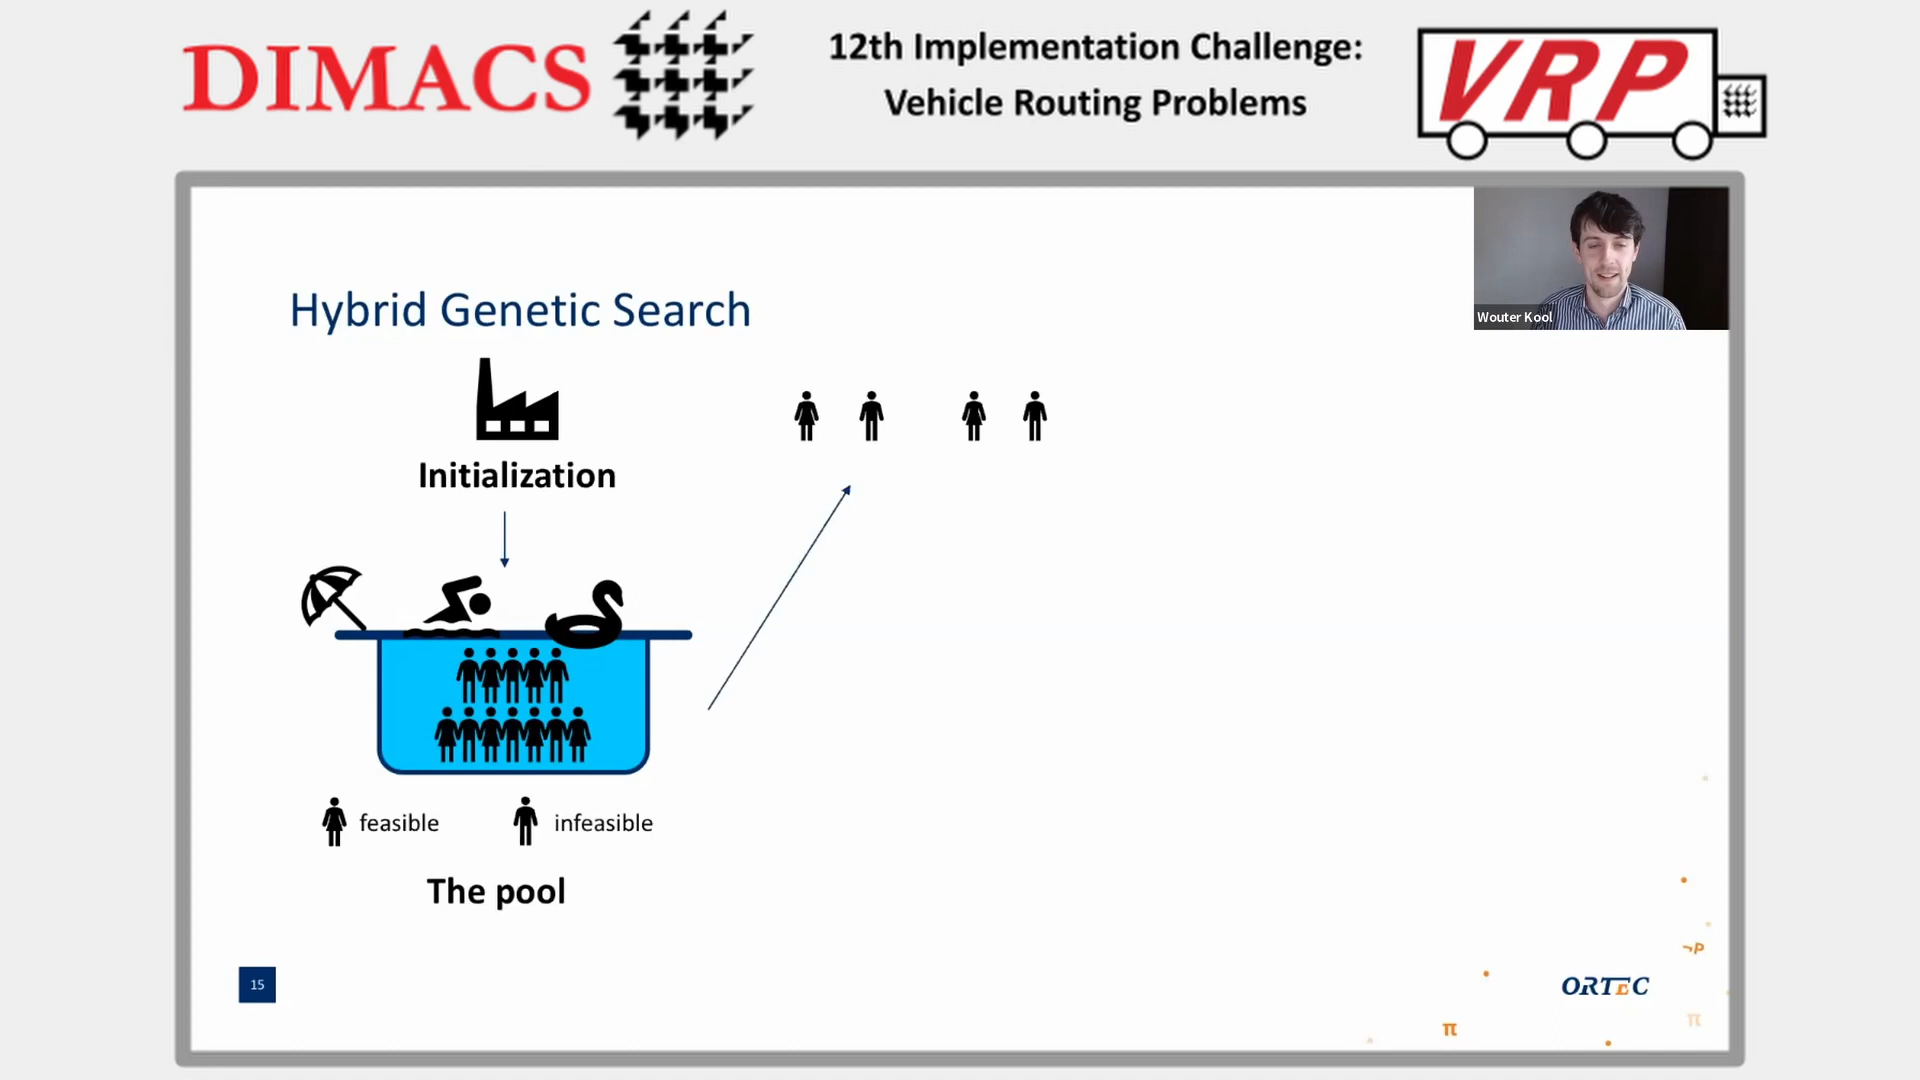 DIMACS
12th Implementation Challenge:
Vehicle Routing Problems
VRP
Wouter Kool
Hybrid Genetic Search
Initialization
feasible
infeasible
The pool
15
ORTEC
¬P
π
π